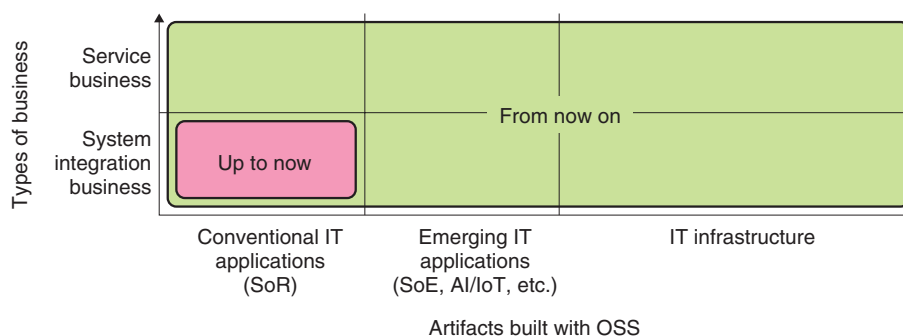 Types of business
Service
business
System
integration
business
From now on
Up to now
Conventional IT
applications
(SoR)
Emerging IT
applications
(SoE, AI/IoT, etc.)
IT infrastructure
Artifacts built with OSS